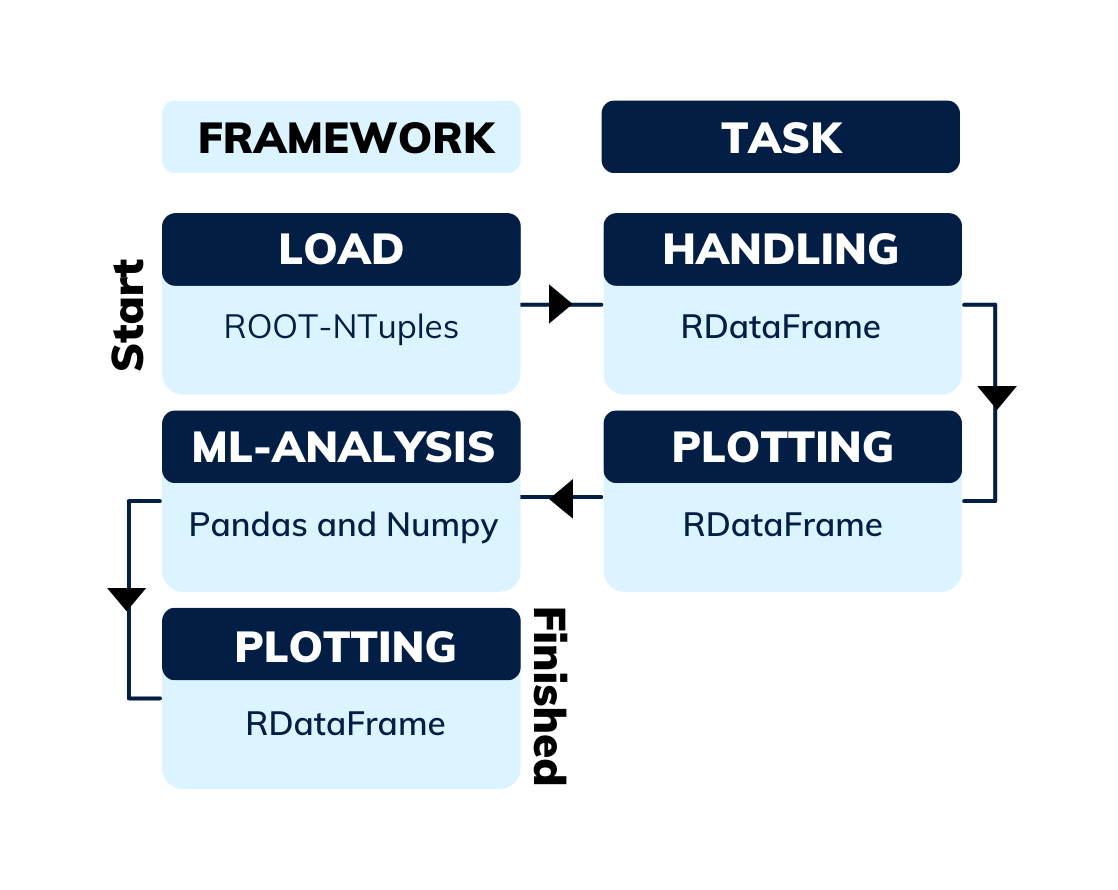 FRAMEWORK
TASK
Start
LOAD
ROOT-NTuples
HANDLING
RDataFrame
PLOTTING
RDataFrame
ML-ANALYSIS
Pandas and Numpy
PLOTTING
RDataFrame
Finished